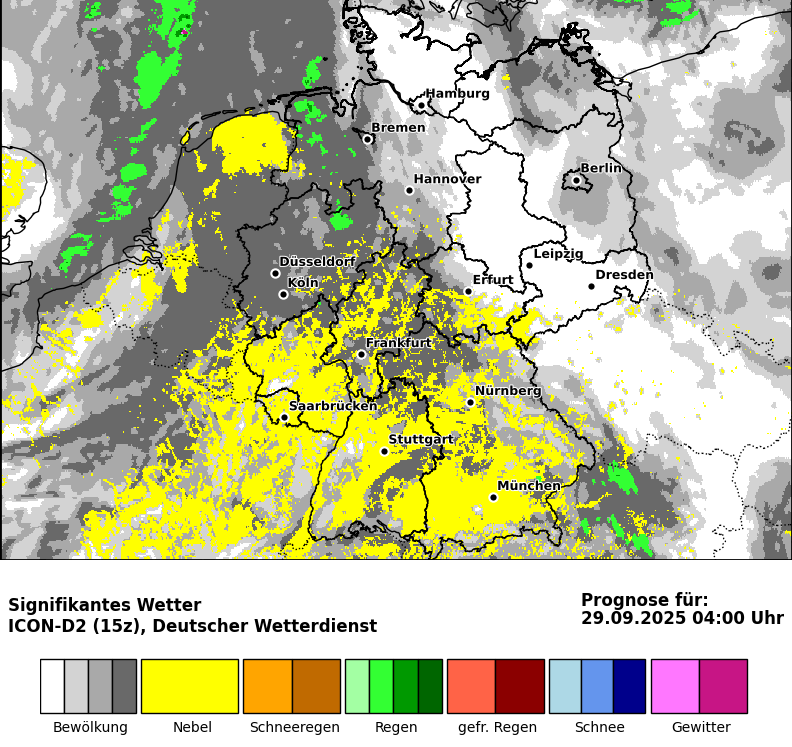 Hamburg
Bremen
Berlin
Hannover
Leipzig
Düsseldorf
Dresden
Köln
Erfurt
Frankfurt
Nürnberg
Saarbrücken
Stuttgart
München
Signifikantes Wetter
ICON-D2 (15z), Deutscher Wetterdienst
Prognose für:
29.09.2025 04:00 Uhr
Bewölkung Nebel Schneeregen Regen gefr. Regen Schnee Gewitter